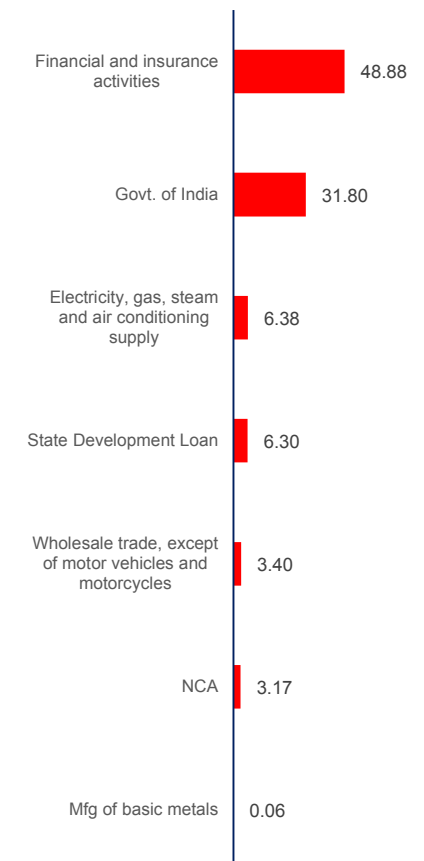 Financial and insurance
activities
48.88
Govt. of India
31.80
Electricity, gas, steam
and air conditioning
supply
6.38
State Development Loan
6.30
Wholesale trade, except
of motor vehicles and
motorcycles
3.40
NCA
3.17
Mfg of basic metals
0.06